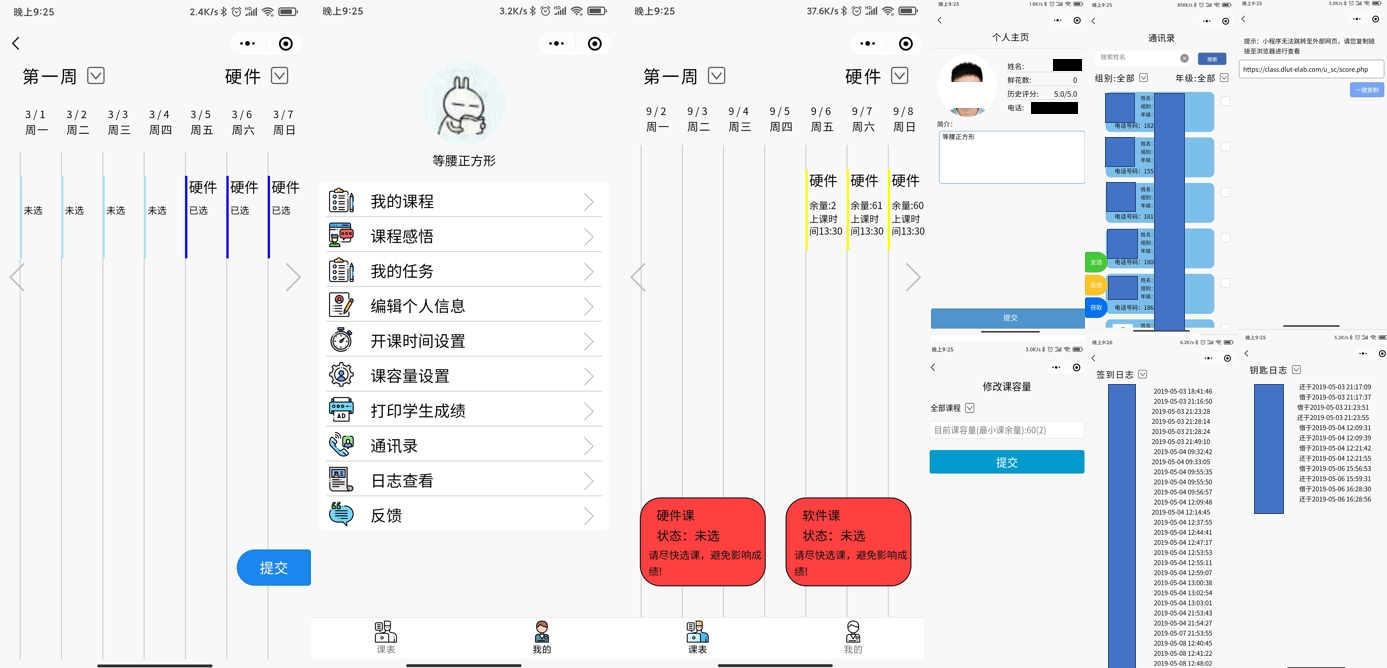 晚上9:25
2.4K/s
第一周
硬件
3/1
3/2
3/3
3/4
3/5
3/6
3/7
周一
周二
周三
周四
周五
周六
周日
硬件
硬件
硬件
未选
未选
未选
未选
已选
已选
已选
提交
晚上9:25
3.2K/s
等腰正方形
我的课程
课程感悟
我的任务
编辑个人信息
开课时间设置
课容量设置
AD
打印学生成绩
通讯录
日志查看
反馈
课表
我的
晚上9:25
37.6K/s
第一周
硬件
9/2
9/3
9/4
9/5
9/6
9/7
9/8
周一
周二
周三
周四
周五
周六
周日
硬件
余量:2
上课时
间13:30
硬件
余量:61
上课时
间13:30
硬件
余量:60
上课时
间13:30
硬件课
状态：未选
请尽快选课，避免影响成
绩!
软件课
状态：未选
请尽快选课，避免影响成
绩!
课表
我的
晚上9:25
1.6K/s
个人主页
姓名:
鲜花数:
0
历史评分:
5.0/5.0
电话:
简介:
等腰正方形
提交
晚上9:25
856K/s
通讯录
搜索姓名
搜索
组别:全部
年级:全部
姓名:
组别:
年级:
电话号码：182
姓名:
组别:
年级:
电话号码：155
姓名:
组别:
年级:
电话号码：181
姓名:
组别:
年级:
电话号码：180
姓名:
组别:
年级:
电话号码：186
姓名:
组别:
全选
反选
获取
晚上9:25
3.0K/s
提示：小程序无法跳转至外部网页，请您复制链
接至浏览器进行查看
https://class.dlut-elab.com/u_sc/score.php
一键复制
晚上9:25
3.0K/s
修改课容量
全部课程
目前课容量(最小课余量):60(2)
提交
晚上9:26
6.2K/s
签到日志
2019-05-03 18:41:46
2019-05-03 21:16:50
2019-05-03 21:23:28
2019-05-03 21:28:14
2019-05-03 21:28:24
2019-05-03 21:49:10
2019-05-04 09:32:42
2019-05-04 09:33:05
2019-05-04 09:55:35
2019-05-04 09:55:50
2019-05-04 09:56:57
2019-05-04 12:09:48
2019-05-04 12:14:45
2019-05-04 12:37:55
2019-05-04 12:44:41
2019-05-04 12:47:17
2019-05-04 12:53:53
2019-05-04 12:55:11
2019-05-04 12:59:07
2019-05-04 13:00:38
2019-05-04 13:02:54
2019-05-04 13:03:01
2019-05-04 21:53:43
2019-05-04 21:54:27
2019-05-07 21:53:55
2019-05-08 12:40:45
2019-05-08 12:41:22
2019-05-08 12:48:02
晚上9:25
5.2K/s
钥匙日志
还于2019-05-03 21:17:09
借于2019-05-03 21:17:37
借于2019-05-03 21:23:51
还于2019-05-03 21:23:55
借于2019-05-04 12:09:31
还于2019-05-04 12:09:39
借于2019-05-04 12:21:42
还于2019-05-04 12:21:55
借于2019-05-06 15:56:53
还于2019-05-06 15:59:31
借于2019-05-06 16:28:30
还于2019-05-06 16:28:56